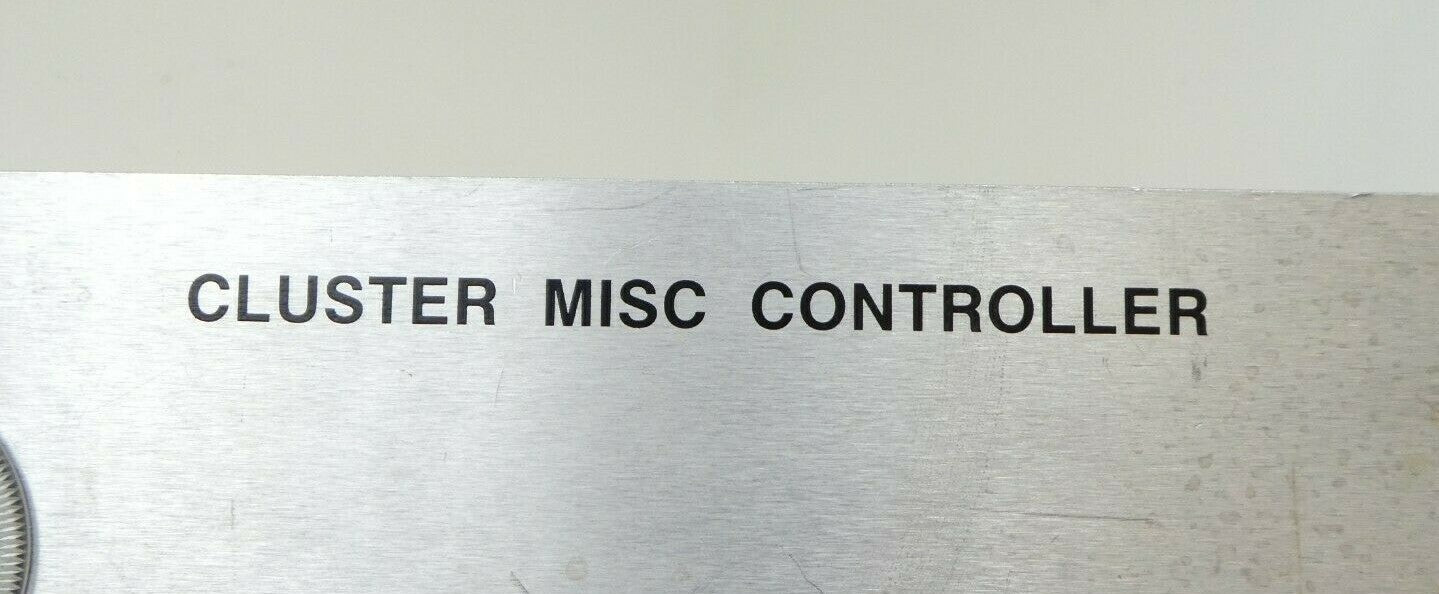 CLUSTER MISC CONTROLLER